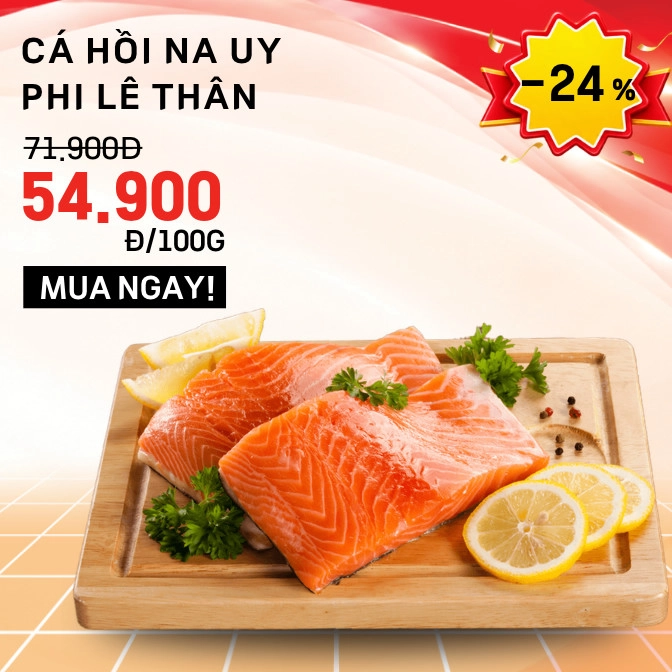 CÁ HỒI NA UY
PHI LÊ THÂN
71.900Đ
54.900
Đ/100G
MUA NGAY!
-24%